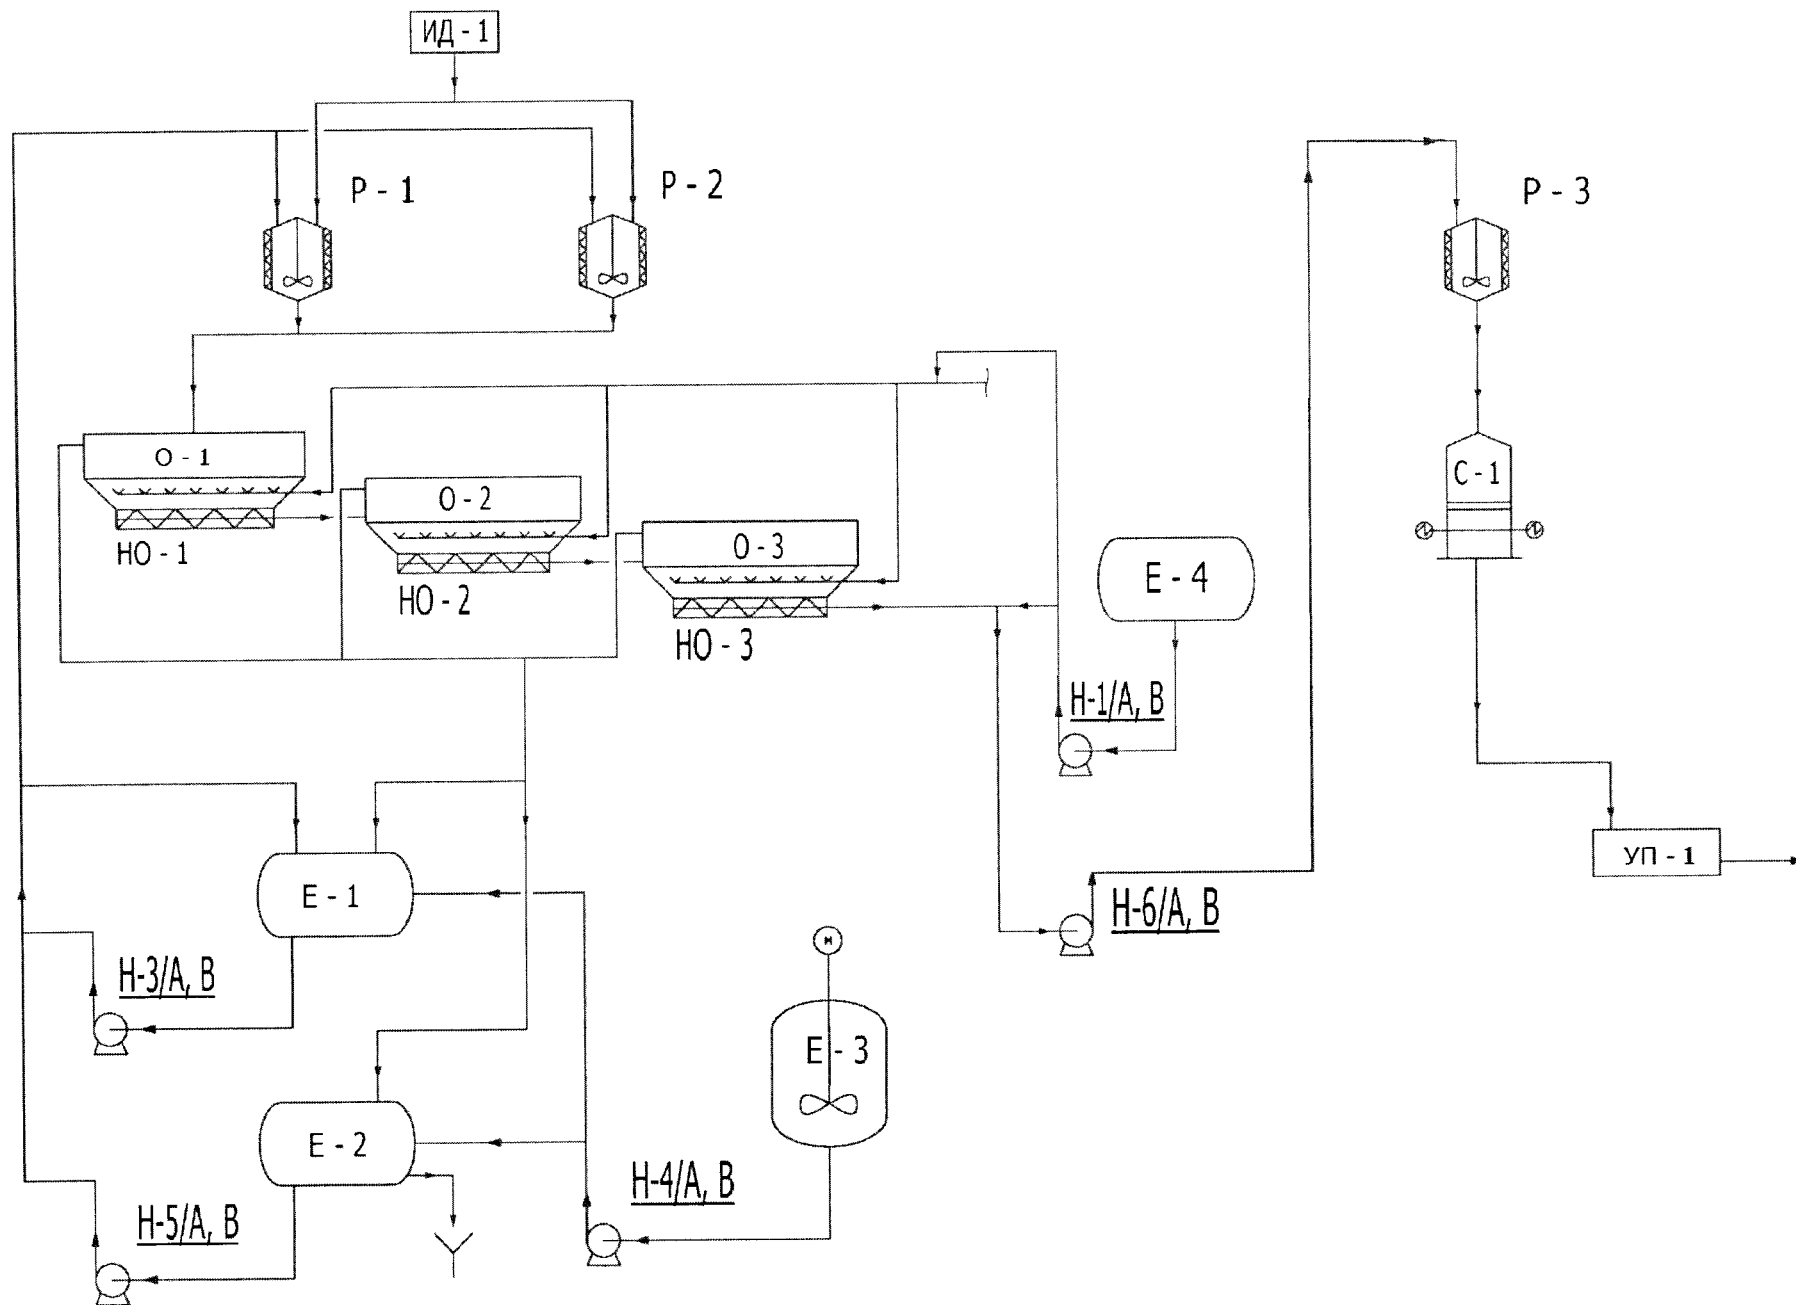 ИД - 1
Р - 1
Р - 2
Р - 3
О - 1
О - 2
О - 3
НО - 1
НО - 2
НО - 3
С - 1
Е - 4
Н-1/А, В
УП - 1
Е - 1
Н-6/А, В
Н-3/А, В
М
Е - 3
Е - 2
Н-4/А, В
Н-5/А, В